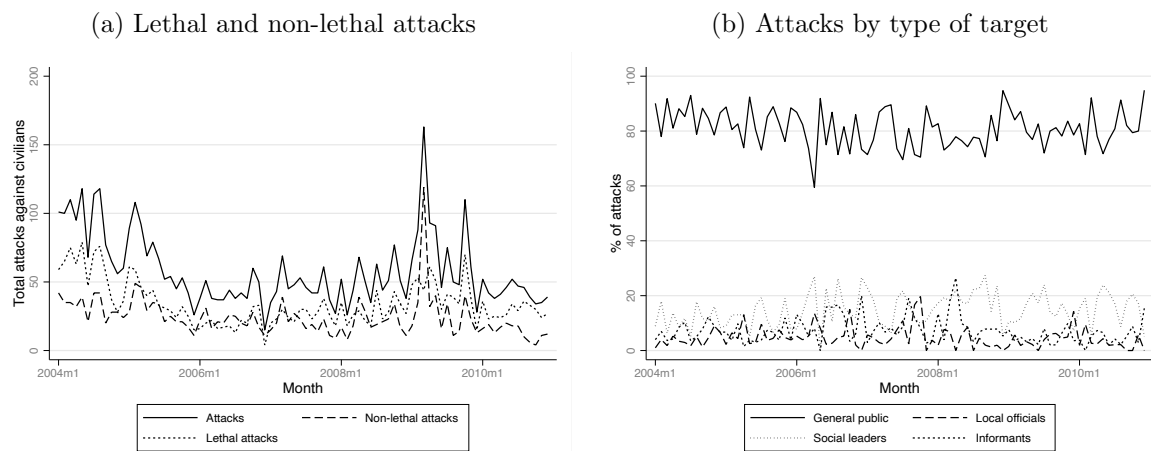 (a) Lethal and non-lethal attacks
Total attacks against civilians
200
150
100
50
0
2004m1 2006m1 2008m1 2010m1
Month
Attacks Non-lethal attacks
Lethal attacks
(b) Attacks by type of target
% of attacks
100
80
60
40
20
0
2004m1 2006m1 2008m1 2010m1
Month
General public Local officials
Social leaders Informants